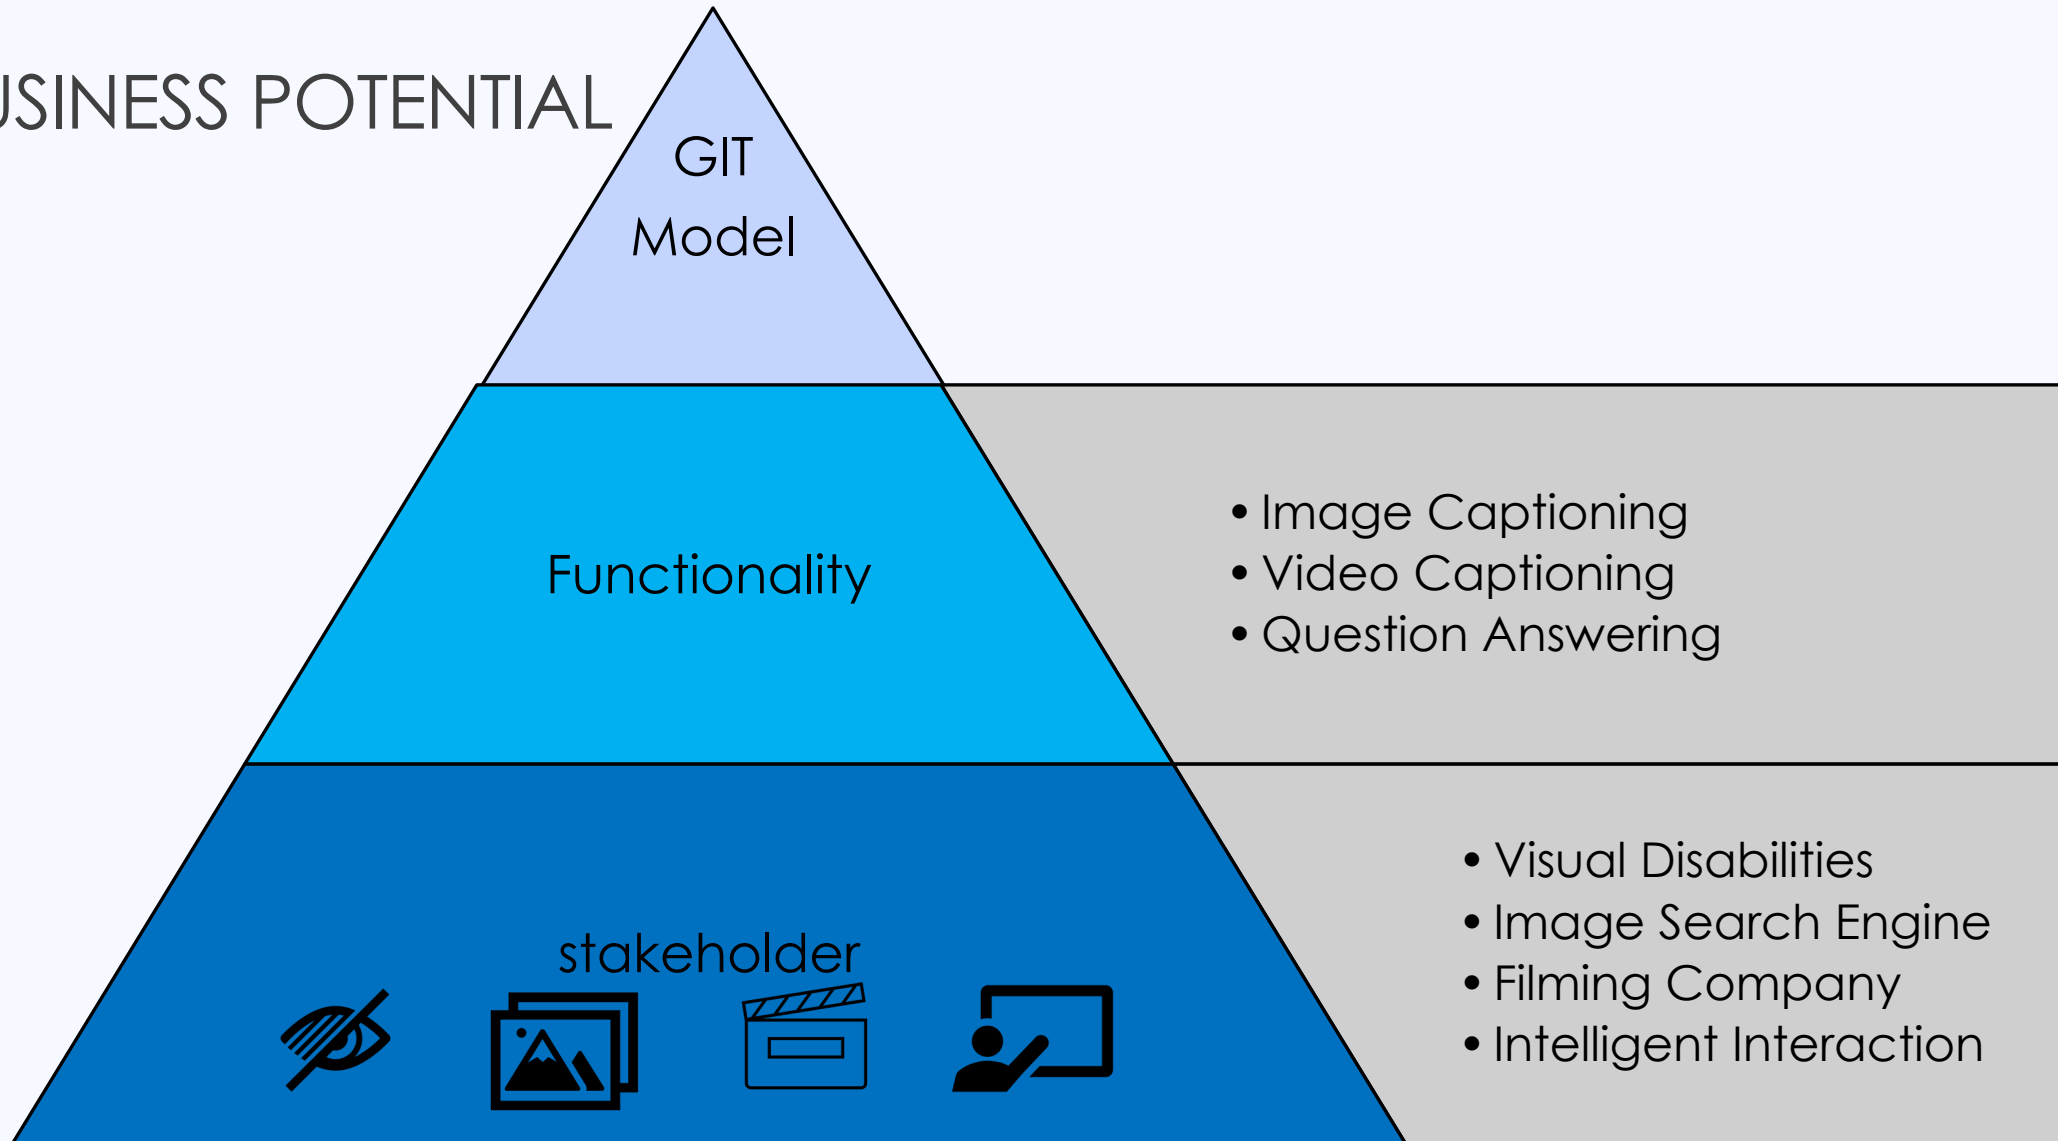 USINESS POTENTIAL
GIT
Model
Functionality
• Image Captioning
• Video Captioning
• Question Answering
stakeholder
• Visual Disabilities
• Image Search Engine
• Filming Company
• Intelligent Interaction